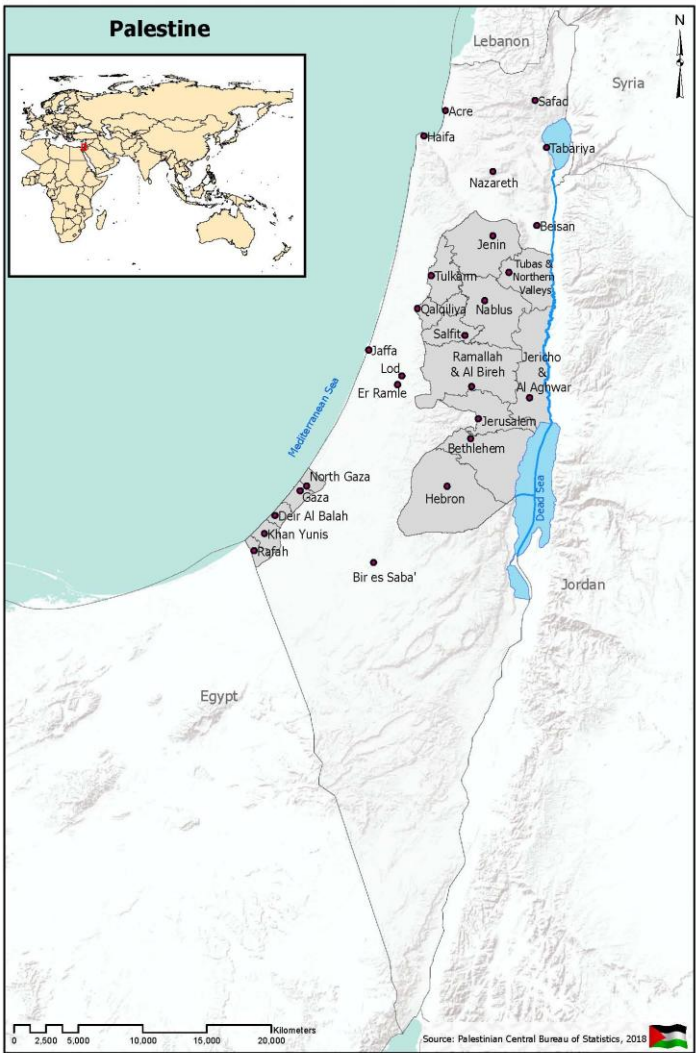 Palestine
N
Lebanon
Syria
Acre
Safad
Haifa
Tabariya
Nazareth
Beisan
Jenin
Tulkarm
Tubas &
Northern
Valleys
Qalqiliya
Nablus
Salfit
Jaffa
Ramallah
& Al Bireh
Jericho
&
Al Aghwar
Lod
Er Ramle
Jerusalem
Mediterranean Sea
Bethlehem
North Gaza
Gaza
Hebron
Dead Sea
Deir Al Balah
Khan Yunis
Rafah
Bir es Saba'
Jordan
Egypt
Kilometers
0 2,500 5,000 10,000 15,000 20,000
Source: Palestinian Central Bureau of Statistics, 2018